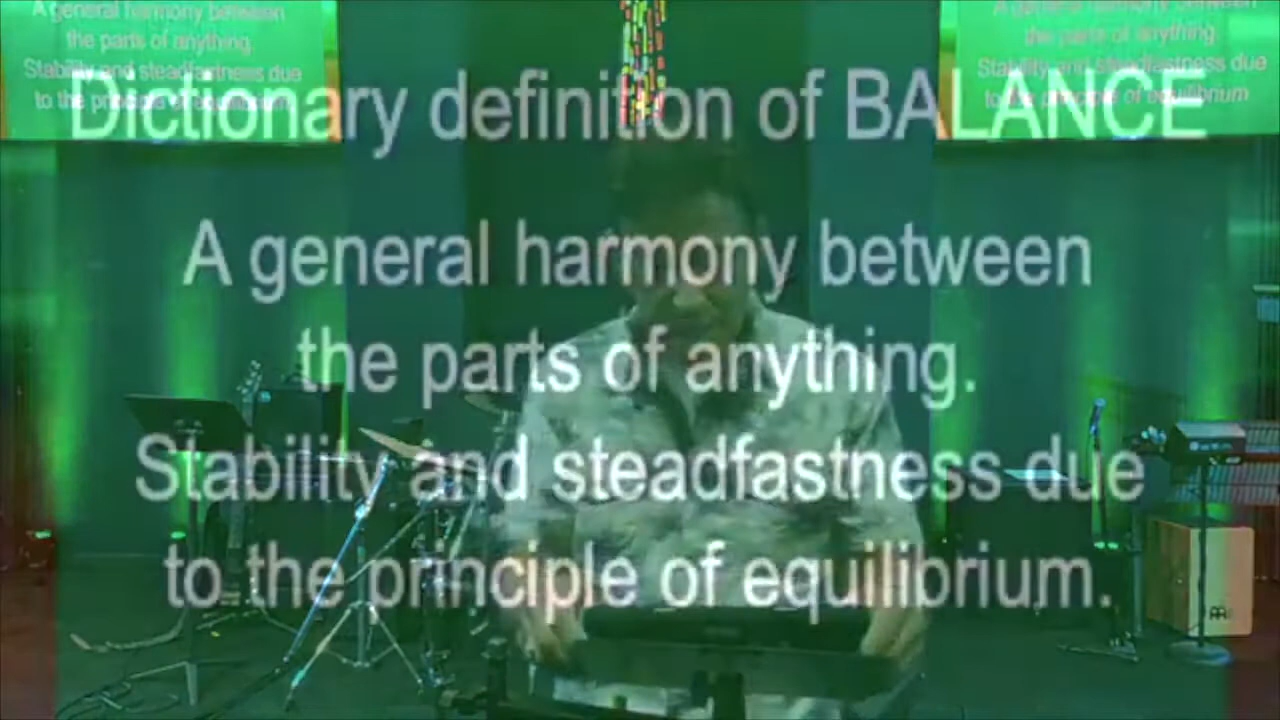 A general harmony between
the parts of anything.
Stability and steadfastness due
to the principle of equilibrium
A general harmony between
the parts of anything.
Stability and steadfastness due
to the principle of equilibrium
Dictionary definition of BALANCE
A general harmony between
the parts of anything.
Stability and steadfastness due
to the principle of equilibrium.